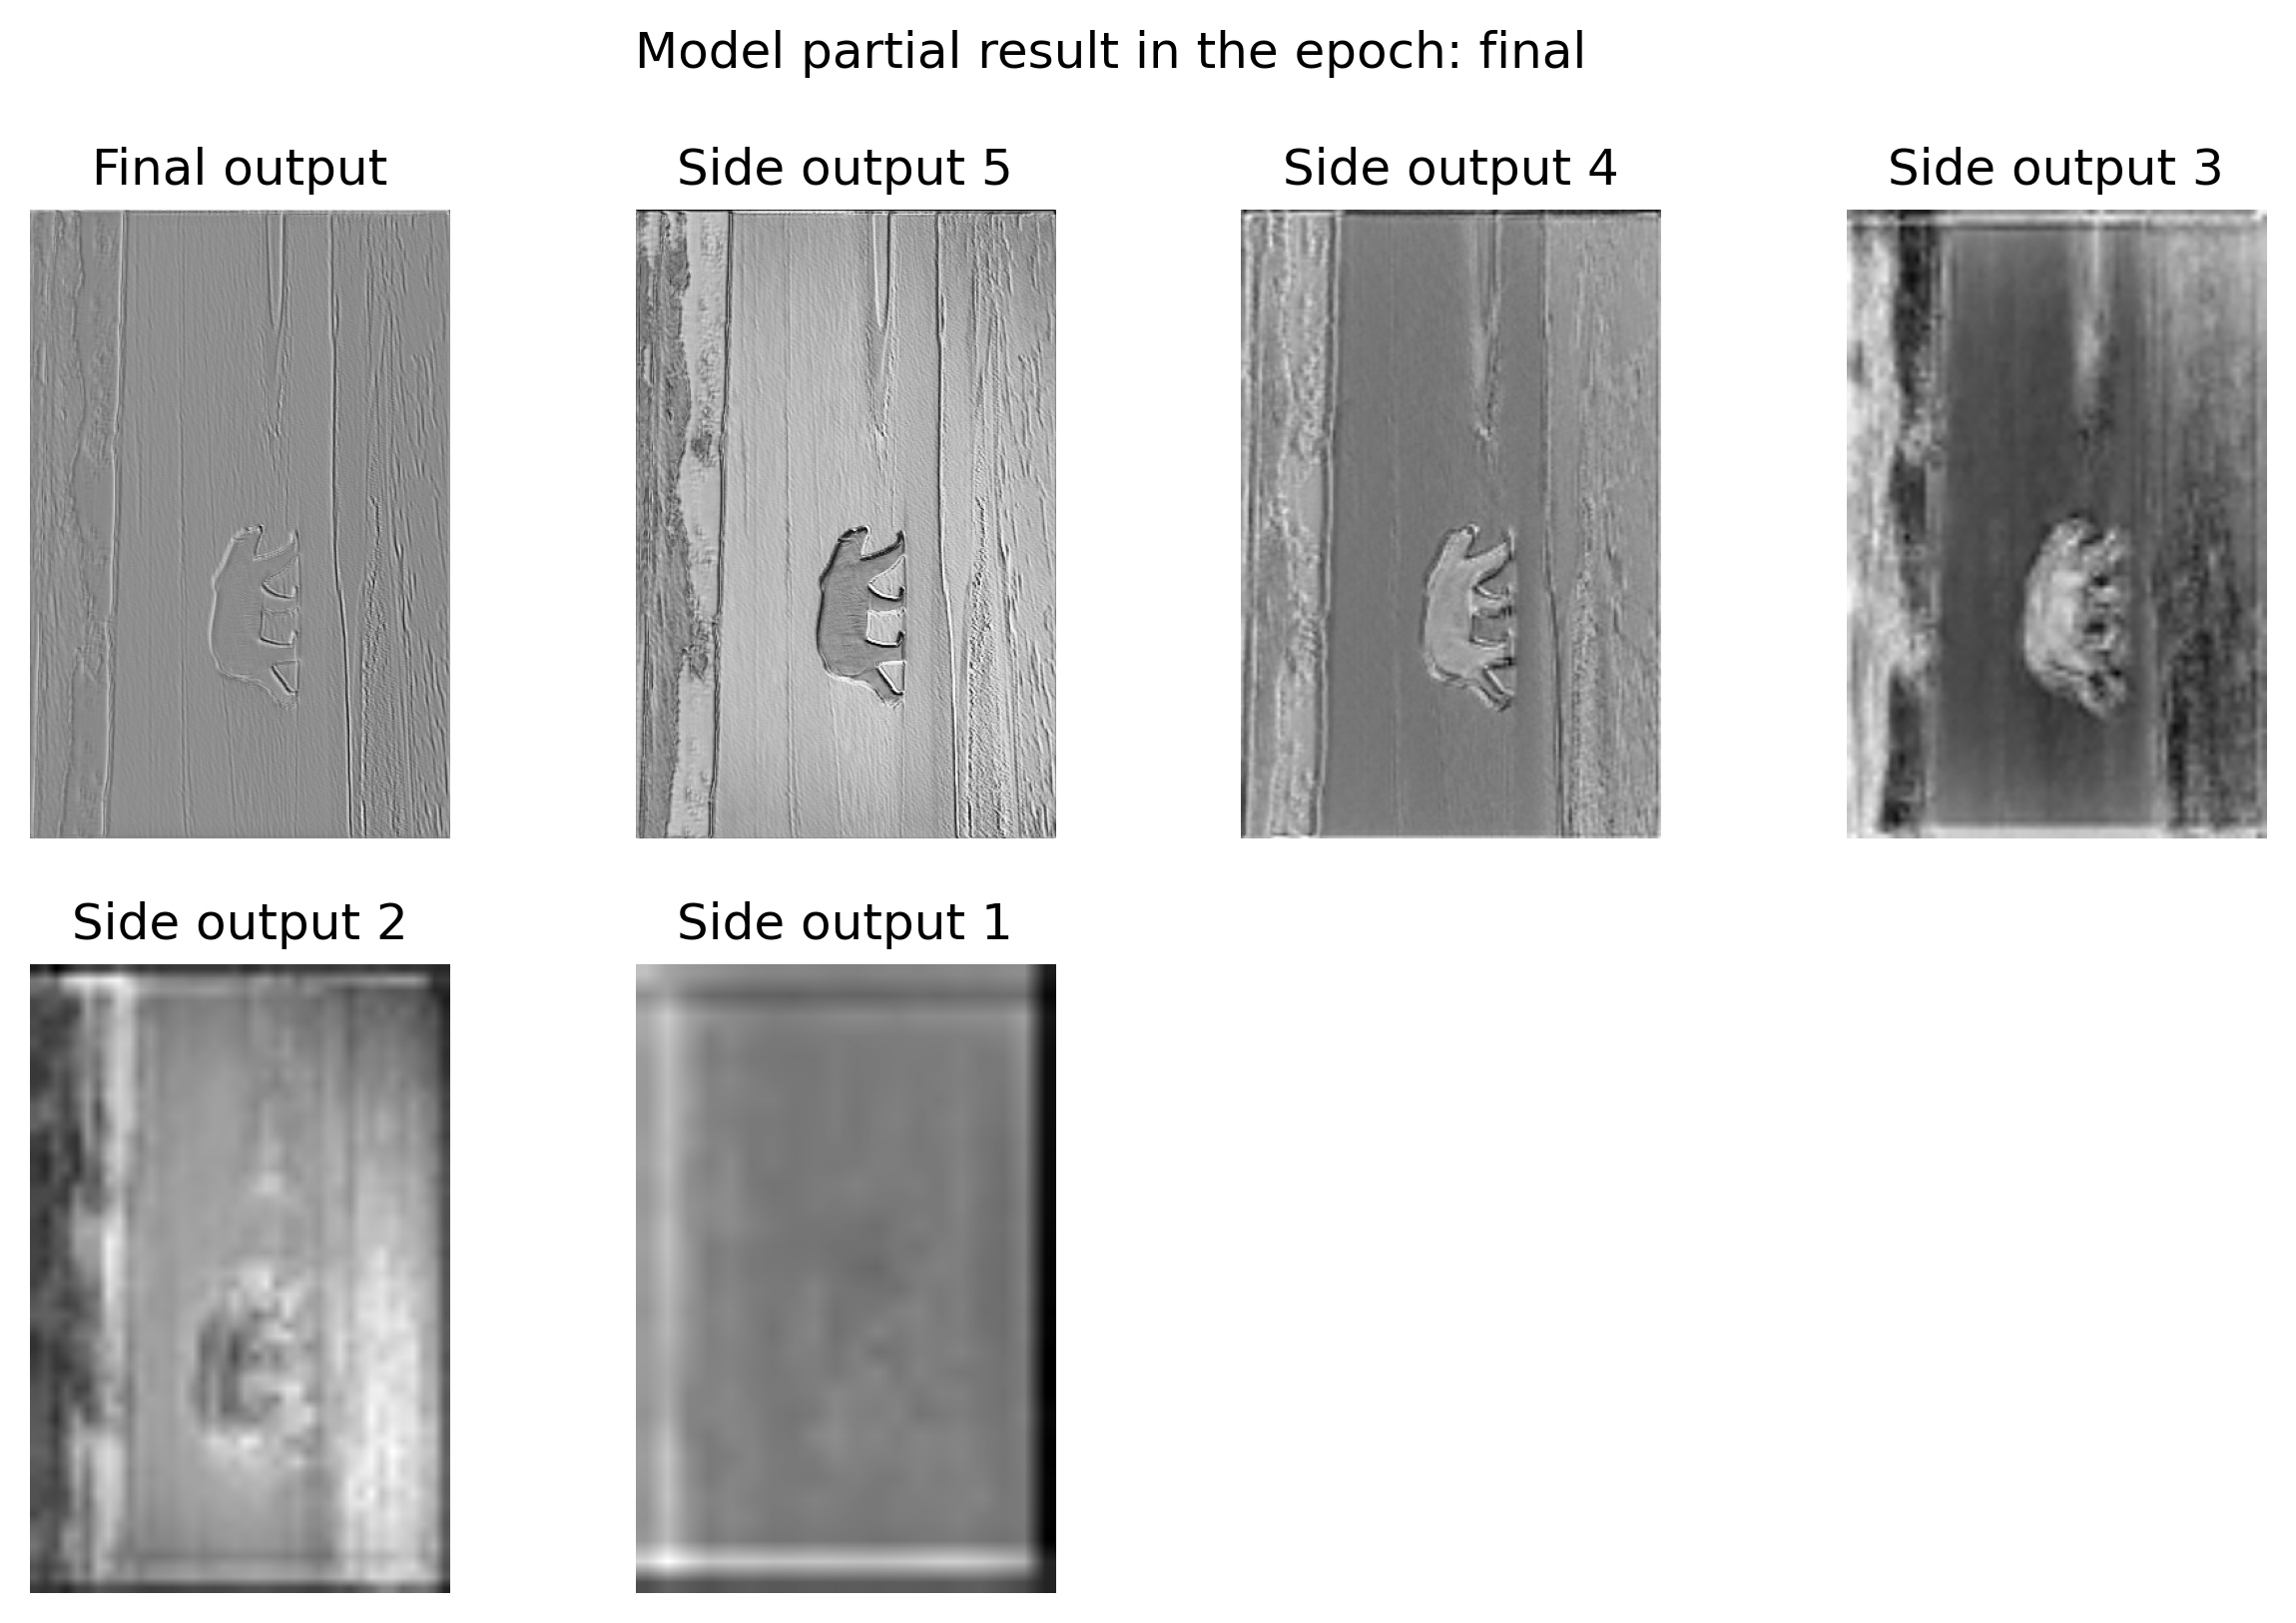 Model partial result in the epoch: final
Final output
Side output 5
Side output 4
Side output 3
Side output 2
Side output 1